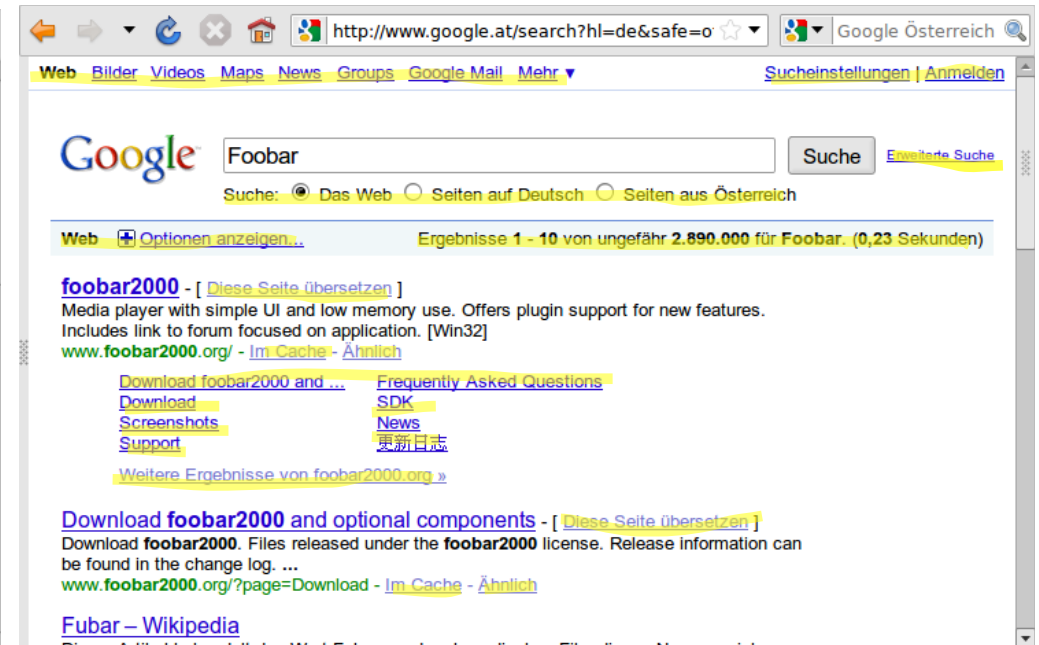 http://www.google.at/search?hl=de&safe=o Google Österreich
Web Bilder Videos Maps News Groups Google Mail Mehr ▼ Sucheinstellungen | Anmelden
Google™ Foobar Suche Erweiterte Suche
Suche: Das Web Seiten auf Deutsch Seiten aus Österreich
Web Optionen anzeigen... Ergebnisse 1 - 10 von ungefähr 2.890.000 für Foobar. (0,23 Sekunden)
foobar2000 - [ Diese Seite übersetzen ]
Media player with simple UI and low memory use. Offers plugin support for new features.
Includes link to forum focused on application. [Win32]
www.foobar2000.org/ - Im Cache - Ähnlich
Download foobar2000 and ... Frequently Asked Questions
Download SDK
Screenshots News
Support 更新日志
Weitere Ergebnisse von foobar2000.org »
Download foobar2000 and optional components - [ Diese Seite übersetzen ]
Download foobar2000. Files released under the foobar2000 license. Release information can
be found in the change log. ...
www.foobar2000.org/?page=Download - Im Cache - Ähnlich
Fubar – Wikipedia